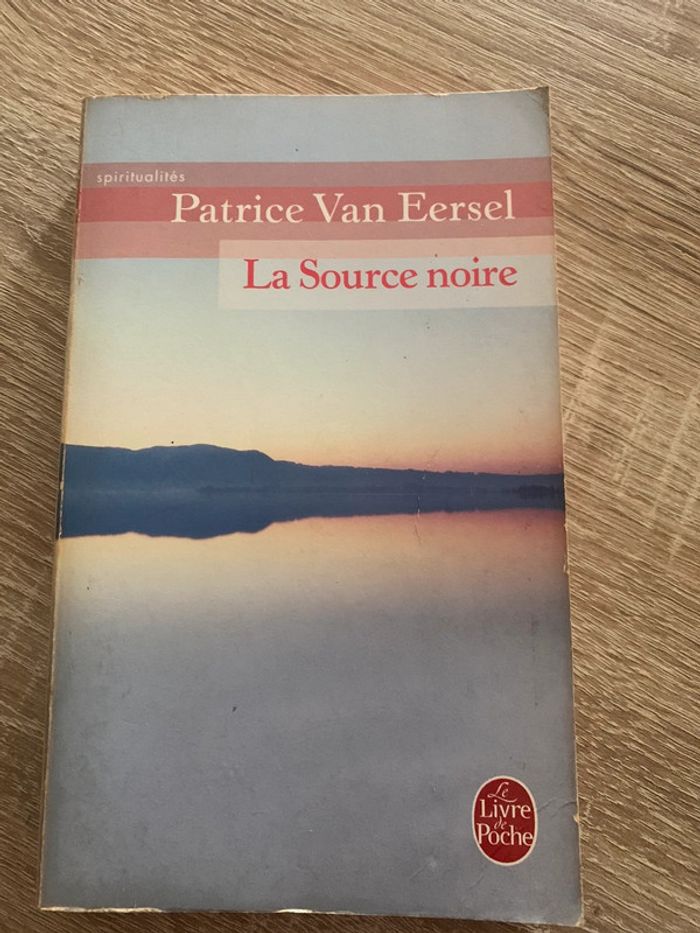 spiritualités
Patrice Van Eersel
La Source noire
Le
Livre
de
Poche